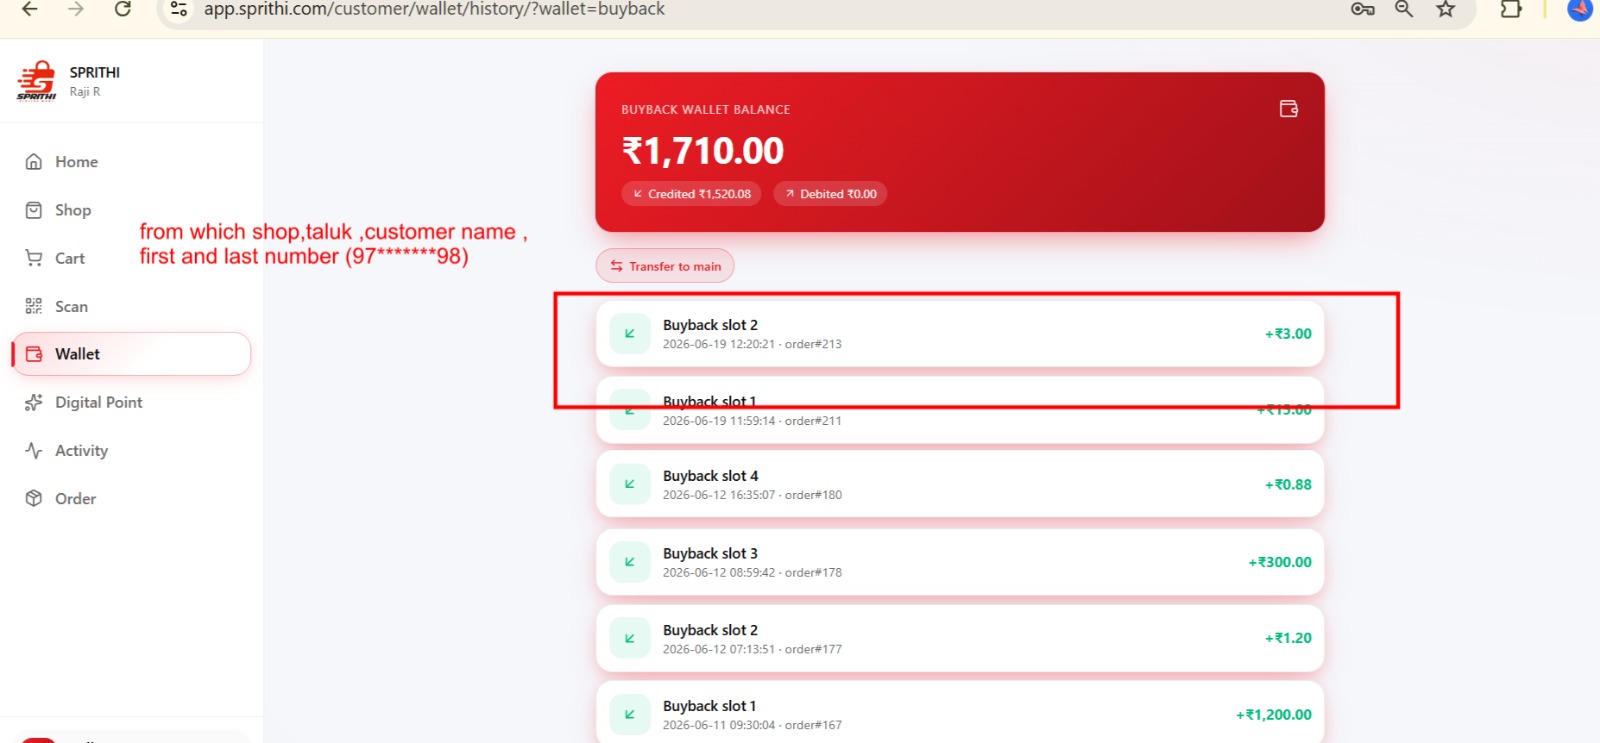 app.sprithi.com/customer/wallet/history/?wallet=buyback
SPRITHI
Raji R
SPRITHI
Home
Shop
Cart
Scan
Wallet
Digital Point
Activity
Order
from which shop,taluk ,customer name ,
first and last number (97*******98)
BUYBACK WALLET BALANCE
₹1,710.00
Credited ₹1,520.08
Debited ₹0.00
Transfer to main
Buyback slot 2
2026-06-19 12:20:21 · order#213
+₹3.00
Buyback slot 1
2026-06-19 11:59:14 · order#211
+₹15.00
Buyback slot 4
2026-06-12 16:35:07 · order#180
+₹0.88
Buyback slot 3
2026-06-12 08:59:42 · order#178
+₹300.00
Buyback slot 2
2026-06-12 07:13:51 · order#177
+₹1.20
Buyback slot 1
2026-06-11 09:30:04 · order#167
+₹1,200.00